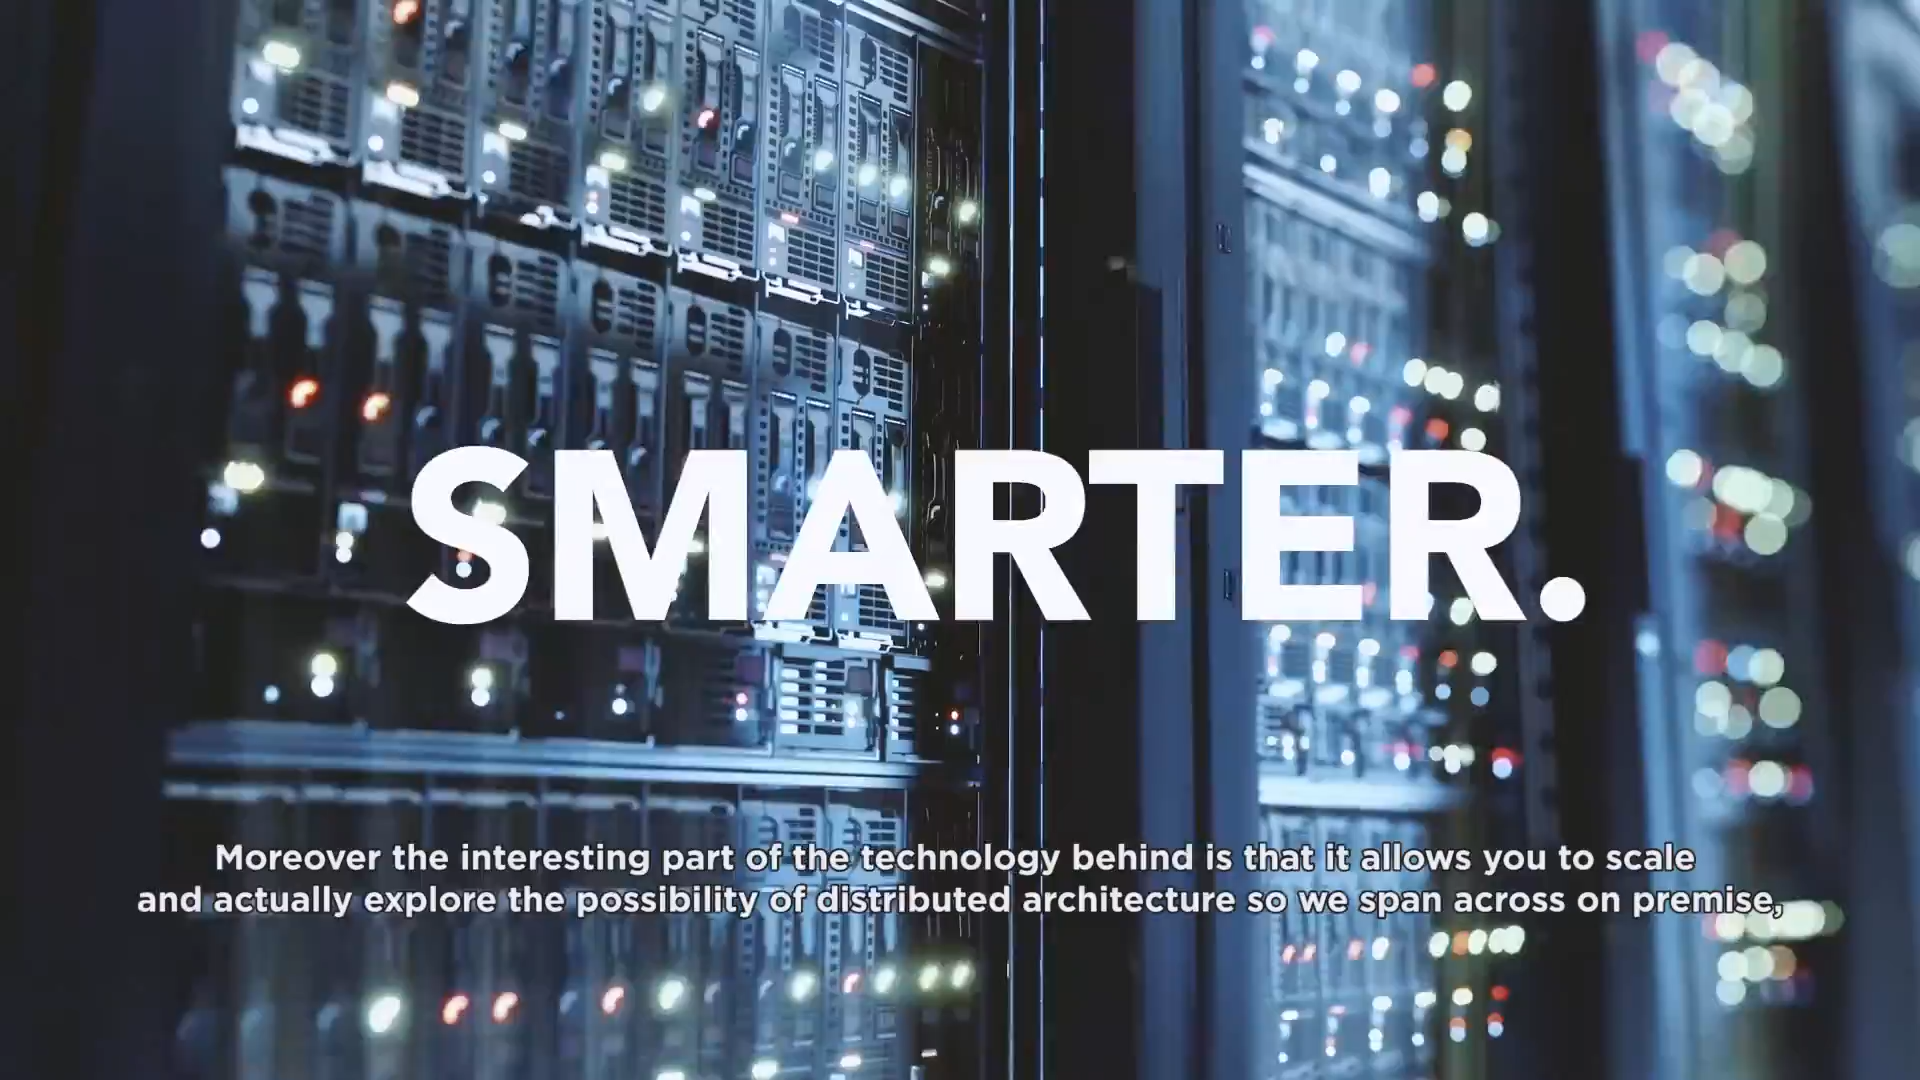 SMARTER.
Moreover the interesting part of the technology behind is that it allows you to scale
and actually explore the possibility of distributed architecture so we span across on premise,